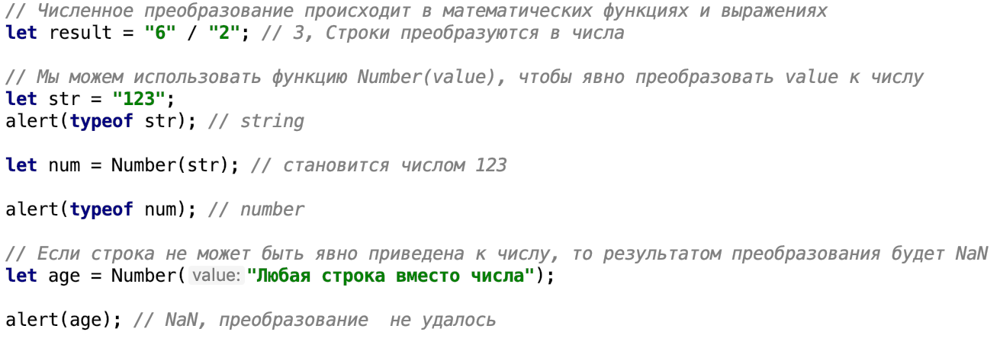 // Численное преобразование происходит в математических функциях и выражениях
let result = "6" / "2"; // 3, Строки преобразуются в числа
// Мы можем использовать функцию Number(value), чтобы явно преобразовать value к числу
let str = "123";
alert(typeof str); // string
let num = Number(str); // становится числом 123
alert(typeof num); // number
// Если строка не может быть явно приведена к числу, то результатом преобразования будет NaN
let age = Number( value: "Любая строка вместо числа");
alert(age); // NaN, преобразование  не удалось